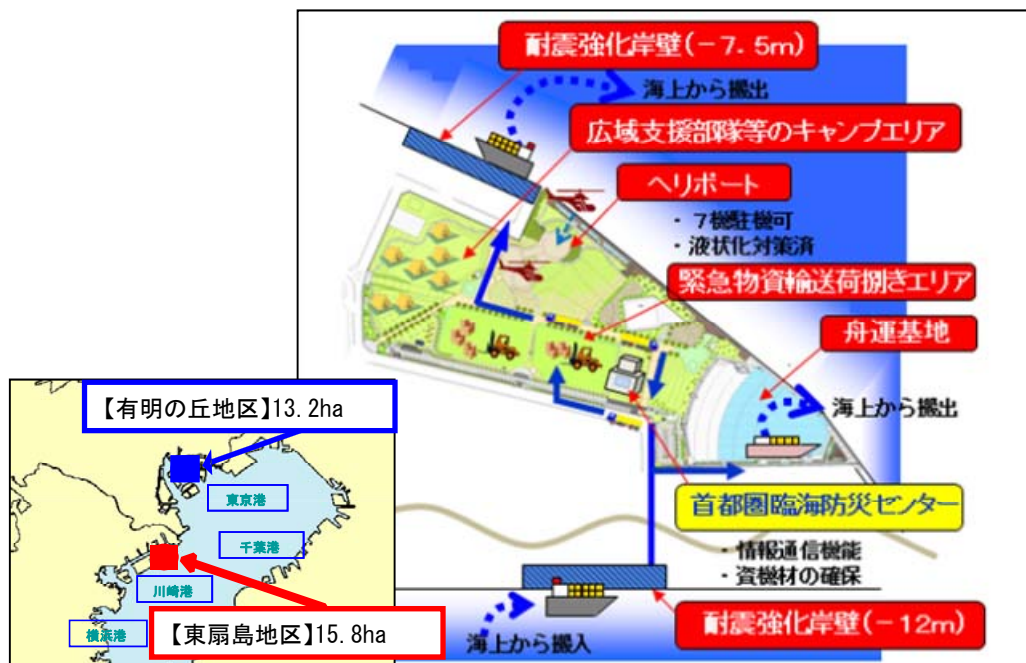 耐震強化岸壁(-7.5m)
海上から搬出
広域支援部隊等のキャンプエリア
ヘリポート
・7機駐機可
・液状化対策済
緊急物資輸送荷捌きエリア
舟運基地
海上から搬出
首都圏臨海防災センター
・情報通信機能
・資機材の確保
耐震強化岸壁(-12m)
海上から搬入
【有明の丘地区】13.2ha
東京港
千葉港
川崎港
横浜港
【東扇島地区】15.8ha